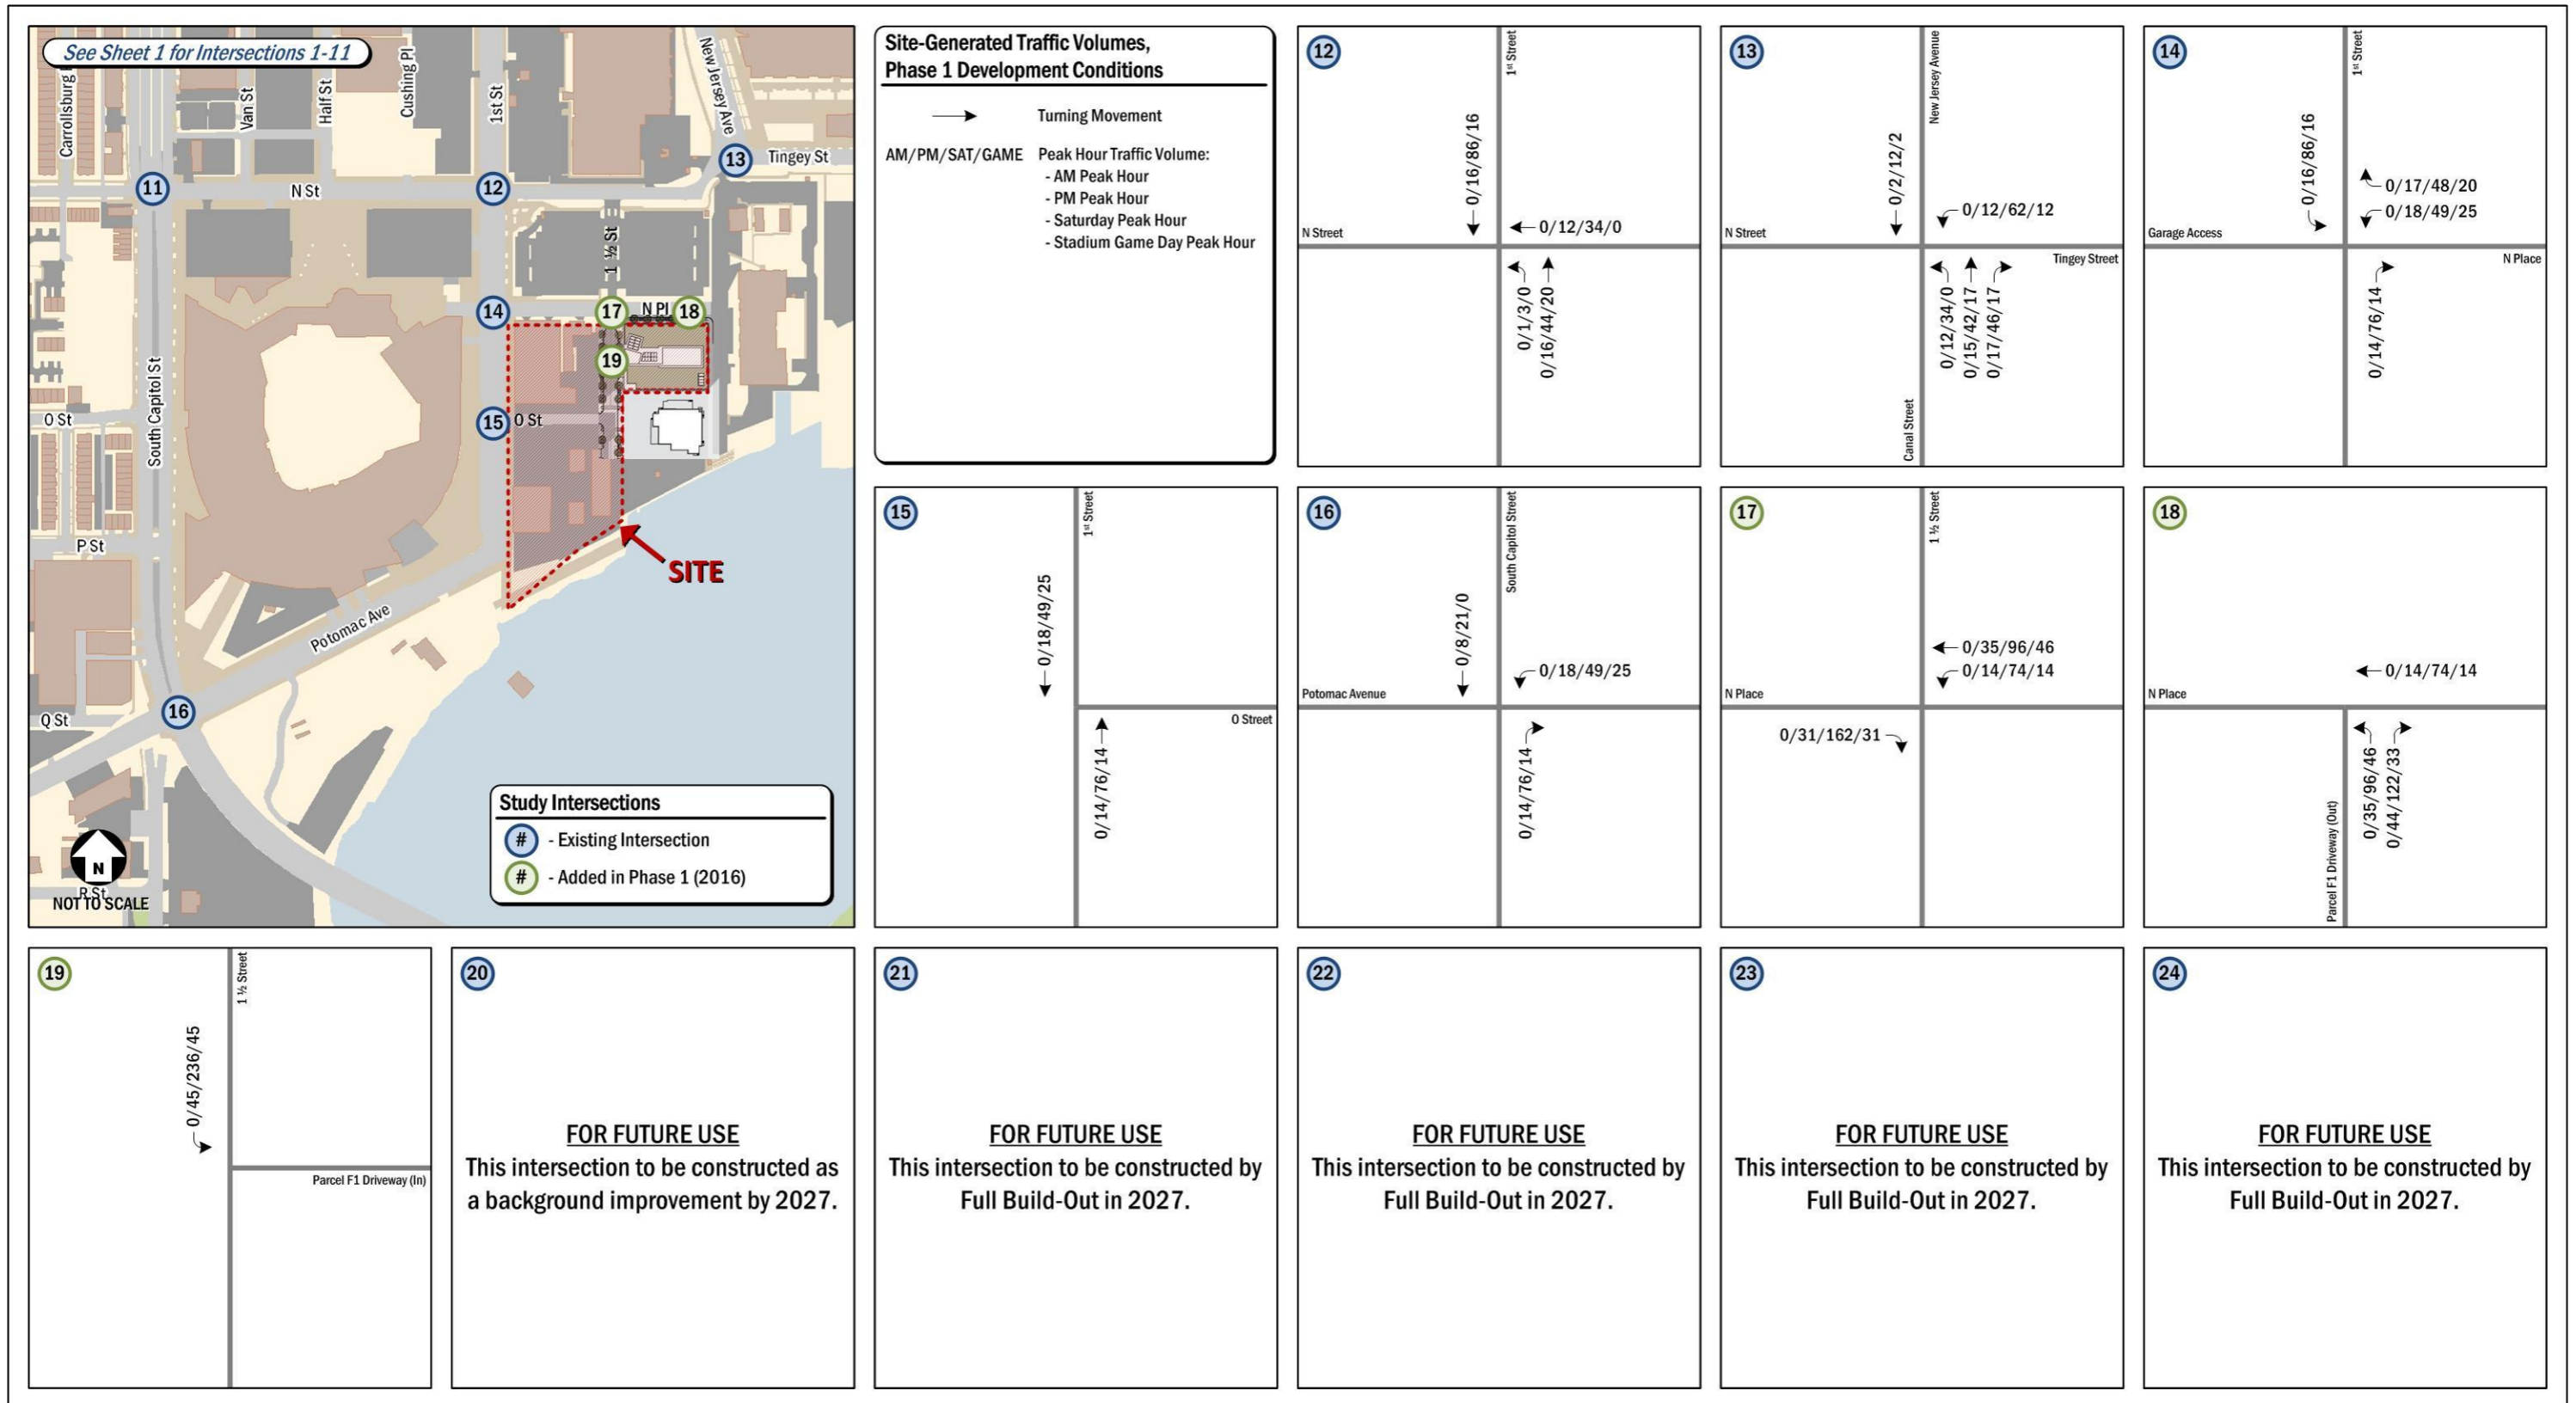 See Sheet 1 for Intersections 1-11
Carrollsburg
Van St
Half St
Cushing Pl
1st St
New Jersey Ave
13
Tingey St
11
N St
12
1 ½ St
14
17
N Pl
18
19
South Capitol St
O St
15
O St
P St
SITE
Potomac Ave
Q St
16
N
R St
NOT TO SCALE
Study Intersections
# - Existing Intersection
# - Added in Phase 1 (2016)
Site-Generated Traffic Volumes,
Phase 1 Development Conditions
Turning Movement
AM/PM/SAT/GAME Peak Hour Traffic Volume:
- AM Peak Hour
- PM Peak Hour
- Saturday Peak Hour
- Stadium Game Day Peak Hour
12
1st Street
0/16/86/16
0/12/34/0
N Street
0/1/3/0
0/16/44/20
13
New Jersey Avenue
0/2/12/2
0/12/62/12
N Street
Tingey Street
0/12/34/0
0/15/42/17
0/17/46/17
Canal Street
14
1st Street
0/16/86/16
0/17/48/20
0/18/49/25
Garage Access
N Place
0/14/76/14
15
1st Street
0/18/49/25
O Street
0/14/76/14
16
South Capitol Street
0/8/21/0
0/18/49/25
Potomac Avenue
0/14/76/14
17
1 ½ Street
0/35/96/46
0/14/74/14
N Place
0/31/162/31
18
0/14/74/14
N Place
0/35/96/46
0/44/122/33
Parcel F1 Driveway (Out)
19
1 ½ Street
0/45/236/45
Parcel F1 Driveway (In)
20
FOR FUTURE USE
This intersection to be constructed as
a background improvement by 2027.
21
FOR FUTURE USE
This intersection to be constructed by
Full Build-Out in 2027.
22
FOR FUTURE USE
This intersection to be constructed by
Full Build-Out in 2027.
23
FOR FUTURE USE
This intersection to be constructed by
Full Build-Out in 2027.
24
FOR FUTURE USE
This intersection to be constructed by
Full Build-Out in 2027.